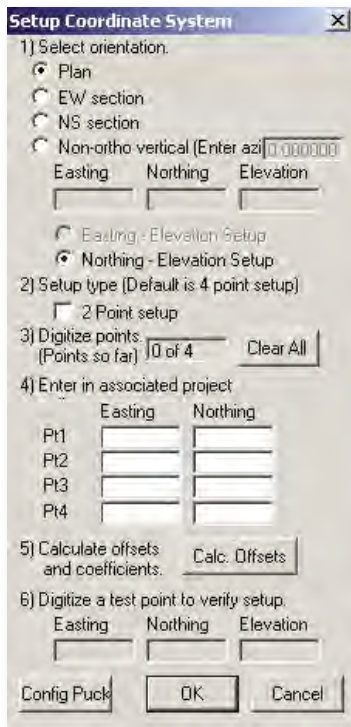 Setup Coordinate System
1) Select orientation.
Plan
EW section
NS section
Non-ortho vertical (Enter azi 0.000000
Easting Northing Elevation
Easting - Elevation Setup
Northing - Elevation Setup
2) Setup type (Default is 4 point setup)
2 Point setup
3) Digitize points
(Points so far) 0 of 4 Clear All
4) Enter in associated project
Easting Northing
Pt1
Pt2
Pt3
Pt4
5) Calculate offsets
and coefficients. Calc. Offsets
6) Digitize a test point to verify setup.
Easting Northing Elevation
Config Puck OK Cancel